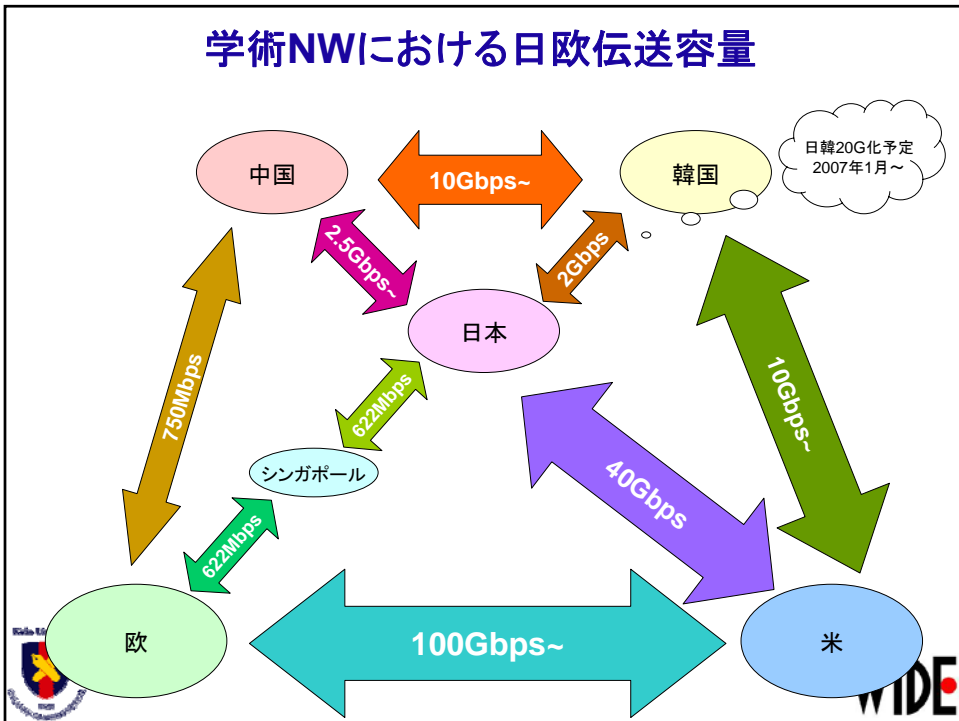 学術NWにおける日欧伝送容量
日韓20G化予定
2007年1月～
中国
10Gbps~
韓国
2.5Gbps~
2Gbps
日本
750Mbps
622Mbps
10Gbps~
シンガポール
40Gbps
622Mbps
欧
100Gbps~
米
WIDE